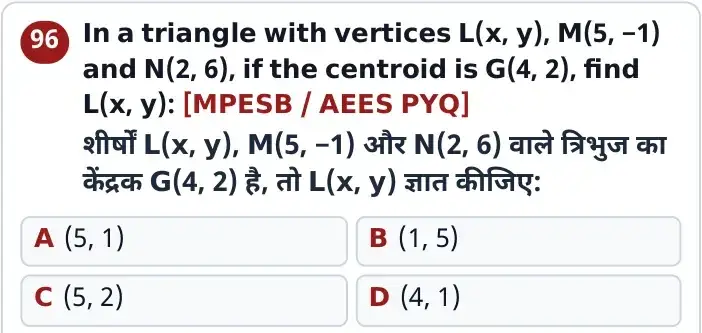 96 In a triangle with vertices L(x, y), M(5, −1)
and N(2, 6), if the centroid is G(4, 2), find
L(x, y): [MPESB / AEES PYQ]
शीर्षों L(x, y), M(5, −1) और N(2, 6) वाले त्रिभुज का
केंद्रक G(4, 2) है, तो L(x, y) ज्ञात कीजिए:
A (5, 1)
B (1, 5)
C (5, 2)
D (4, 1)